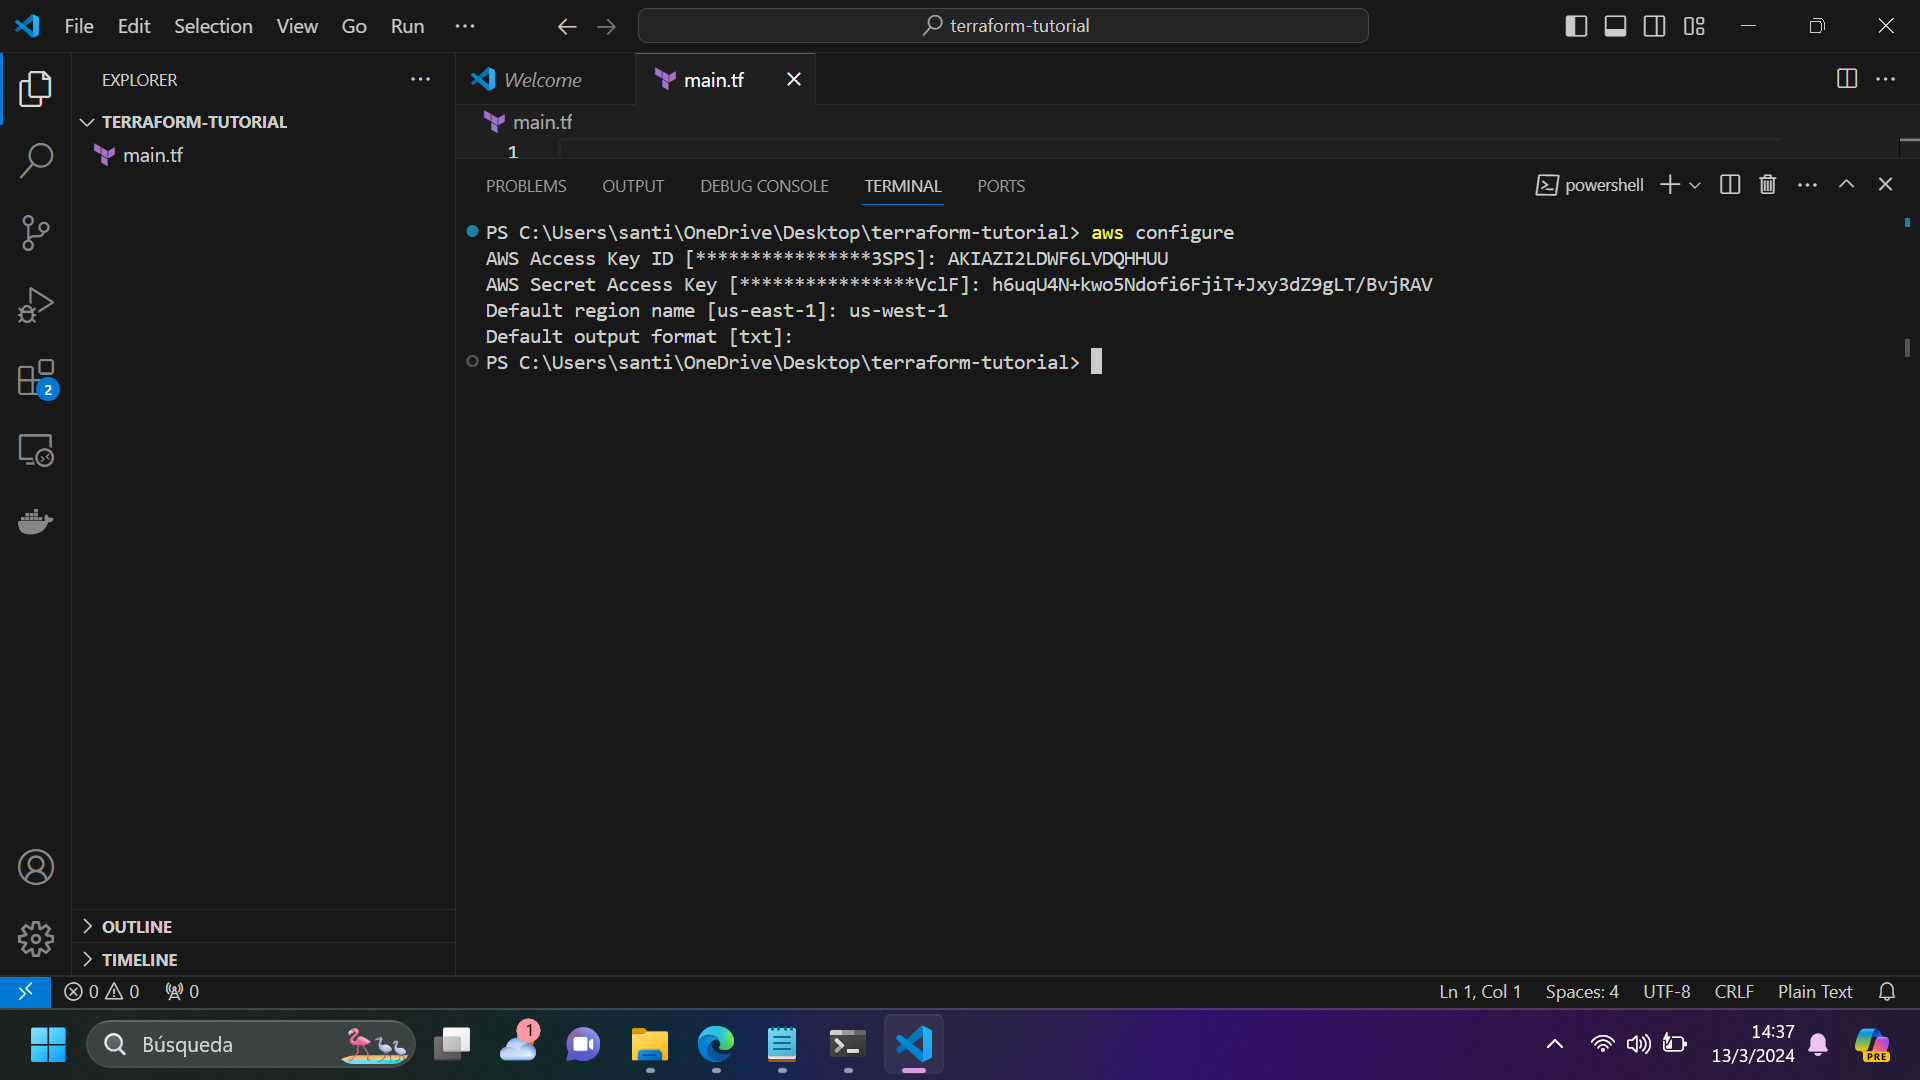 File Edit Selection View Go Run ···
terraform-tutorial
EXPLORER ···
Welcome
main.tf
TERRAFORM-TUTORIAL
main.tf
main.tf
1
PROBLEMS OUTPUT DEBUG CONSOLE TERMINAL PORTS
powershell
PS C:\Users\santi\OneDrive\Desktop\terraform-tutorial> aws configure
AWS Access Key ID [****************3SPS]: AKIAZI2LDWF6LVDQHHUU
AWS Secret Access Key [****************VclF]: 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
Default region name [us-east-1]: us-west-1
Default output format [txt]:
PS C:\Users\santi\OneDrive\Desktop\terraform-tutorial>
2
OUTLINE
TIMELINE
0 0 0
Ln 1, Col 1 Spaces: 4 UTF-8 CRLF Plain Text
Búsqueda
1
14:37
13/3/2024
PRE